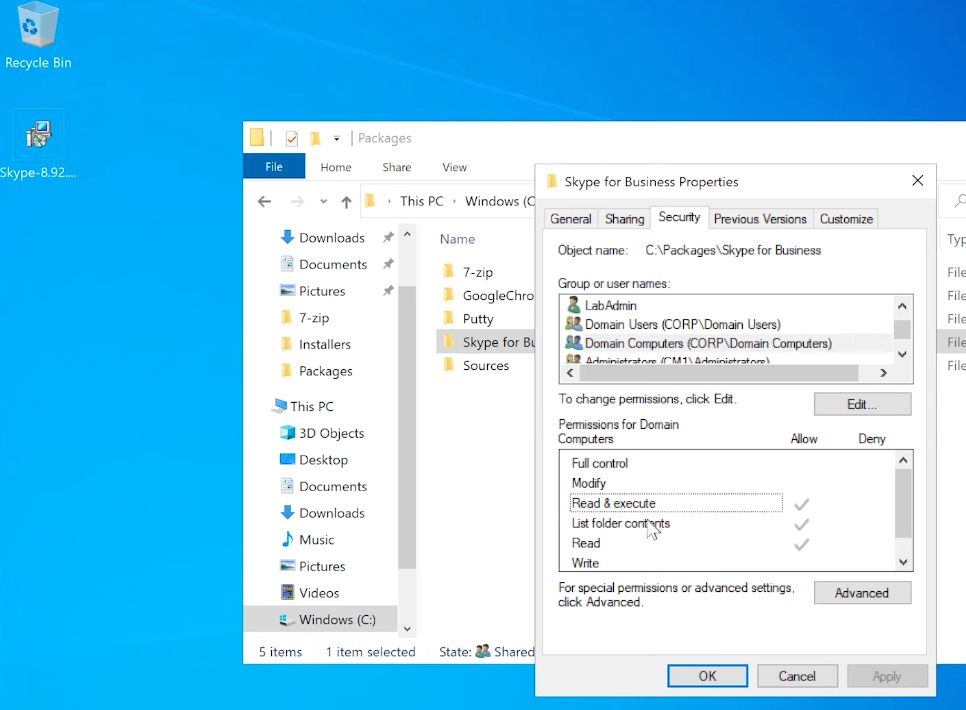 Recycle Bin
Skype-8.92....
Packages
File Home Share View
This PC Windows (C
Downloads
Documents
Pictures
7-zip
Installers
Packages
This PC
3D Objects
Desktop
Documents
Downloads
Music
Pictures
Videos
Windows (C:)
Name
7-zip
GoogleChro
Putty
Skype for Bu
Sources
5 items 1 item selected State: Shared
Typ
File
File
File
File
File
Skype for Business Properties
General Sharing Security Previous Versions Customize
Object name: C:\Packages\Skype for Business
Group or user names:
LabAdmin
Domain Users (CORP\Domain Users)
Domain Computers (CORP\Domain Computers)
Administrators (CM1\Administrators)
To change permissions, click Edit.
Edit...
Permissions for Domain
Computers Allow Deny
Full control
Modify
Read & execute
List folder contents
Read
Write
For special permissions or advanced settings,
click Advanced.
Advanced
OK Cancel Apply